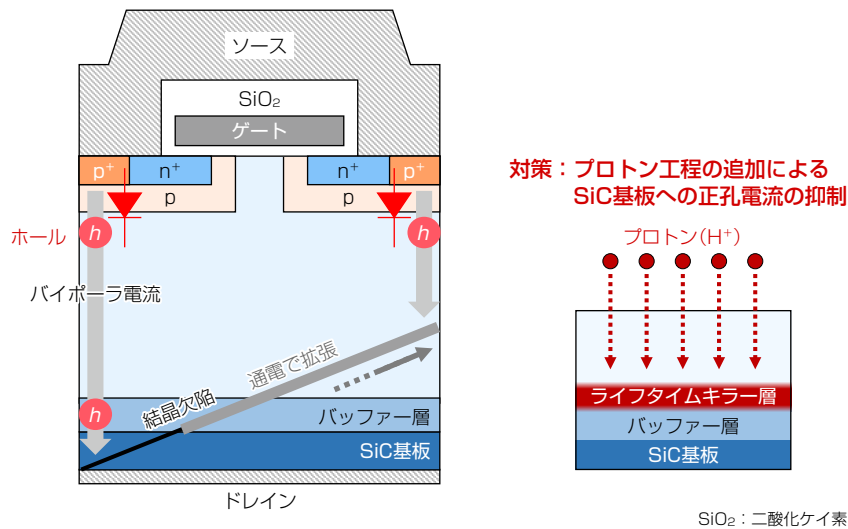 ソース
SiO₂
ゲート
p⁺
n⁺
n⁺
p⁺
p
p
ホール
h
h
バイポーラ電流
通電で拡張
結晶欠陥
h
バッファー層
SiC基板
ドレイン
対策：プロトン工程の追加による
SiC基板への正孔電流の抑制
プロトン(H⁺)
ライフタイムキラー層
バッファー層
SiC基板
SiO₂：二酸化ケイ素